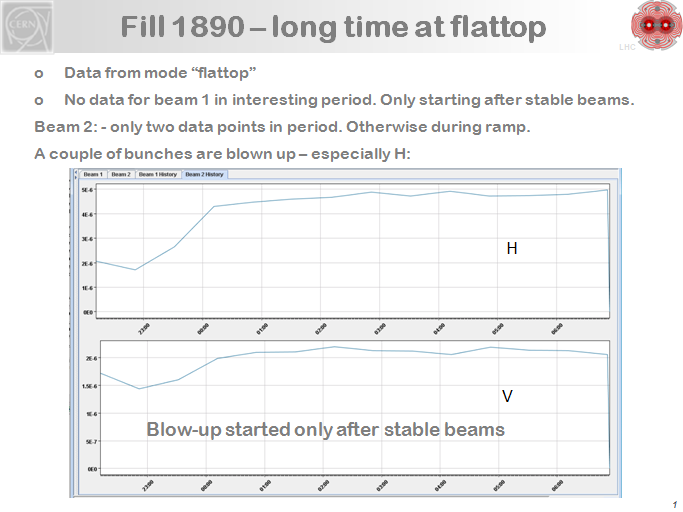 CERN
Fill 1890 – long time at flattop
LHC
o Data from mode “flattop”
o No data for beam 1 in interesting period. Only starting after stable beams.
Beam 2: - only two data points in period. Otherwise during ramp.
A couple of bunches are blown up – especially H:
Beam 1 Beam 2 Beam 1 History Beam 2 History
5E-6
4E-6
3E-6
2E-6
1E-6
0E0
H
23:00 00:00 01:00 02:00 03:00 04:00 05:00 06:00
2E-6
1.5E-6
1E-6
5E-7
0E0
V
Blow-up started only after stable beams
23:00 00:00 01:00 02:00 03:00 04:00 05:00 06:00
1